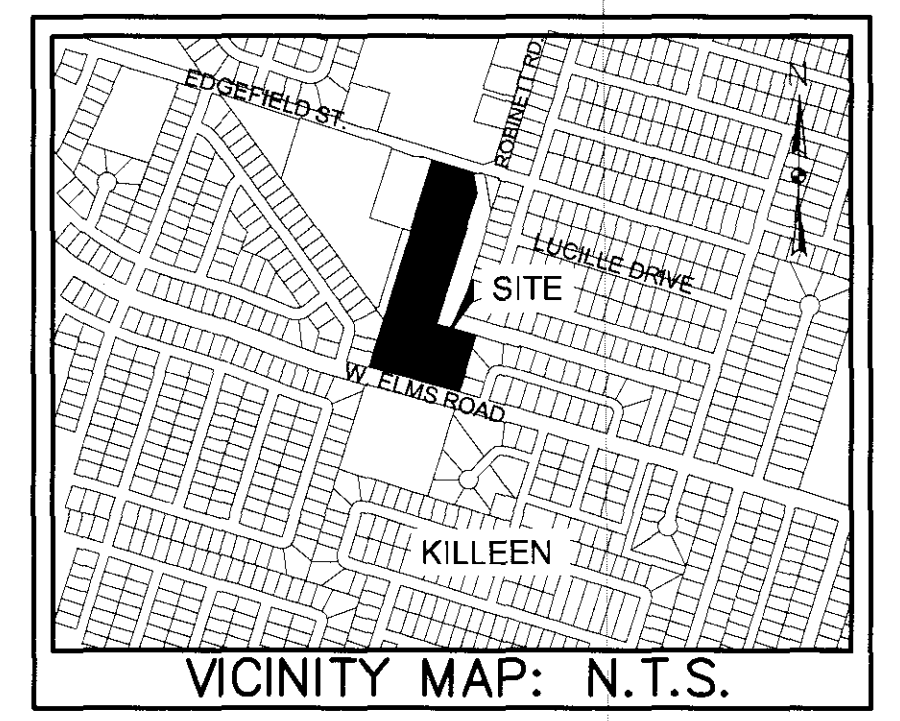 EDGEFIELD ST.
ROBINETT RD.
N
LUCILLE DRIVE
SITE
W. ELMS ROAD
KILLEEN
VICINITY MAP: N.T.S.